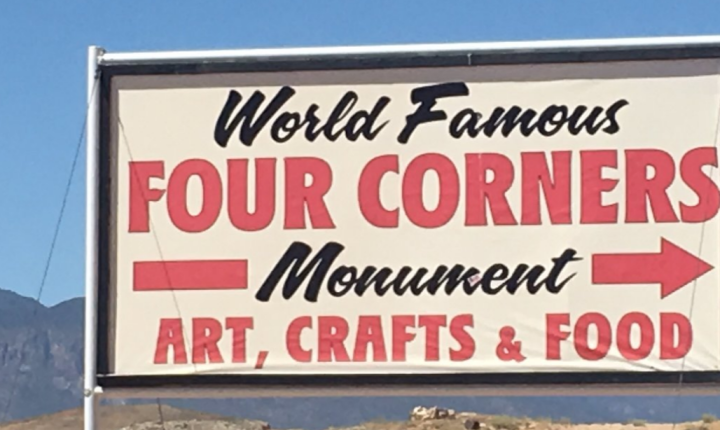 World Famous
FOUR CORNERS
Monument
ART, CRAFTS & FOOD